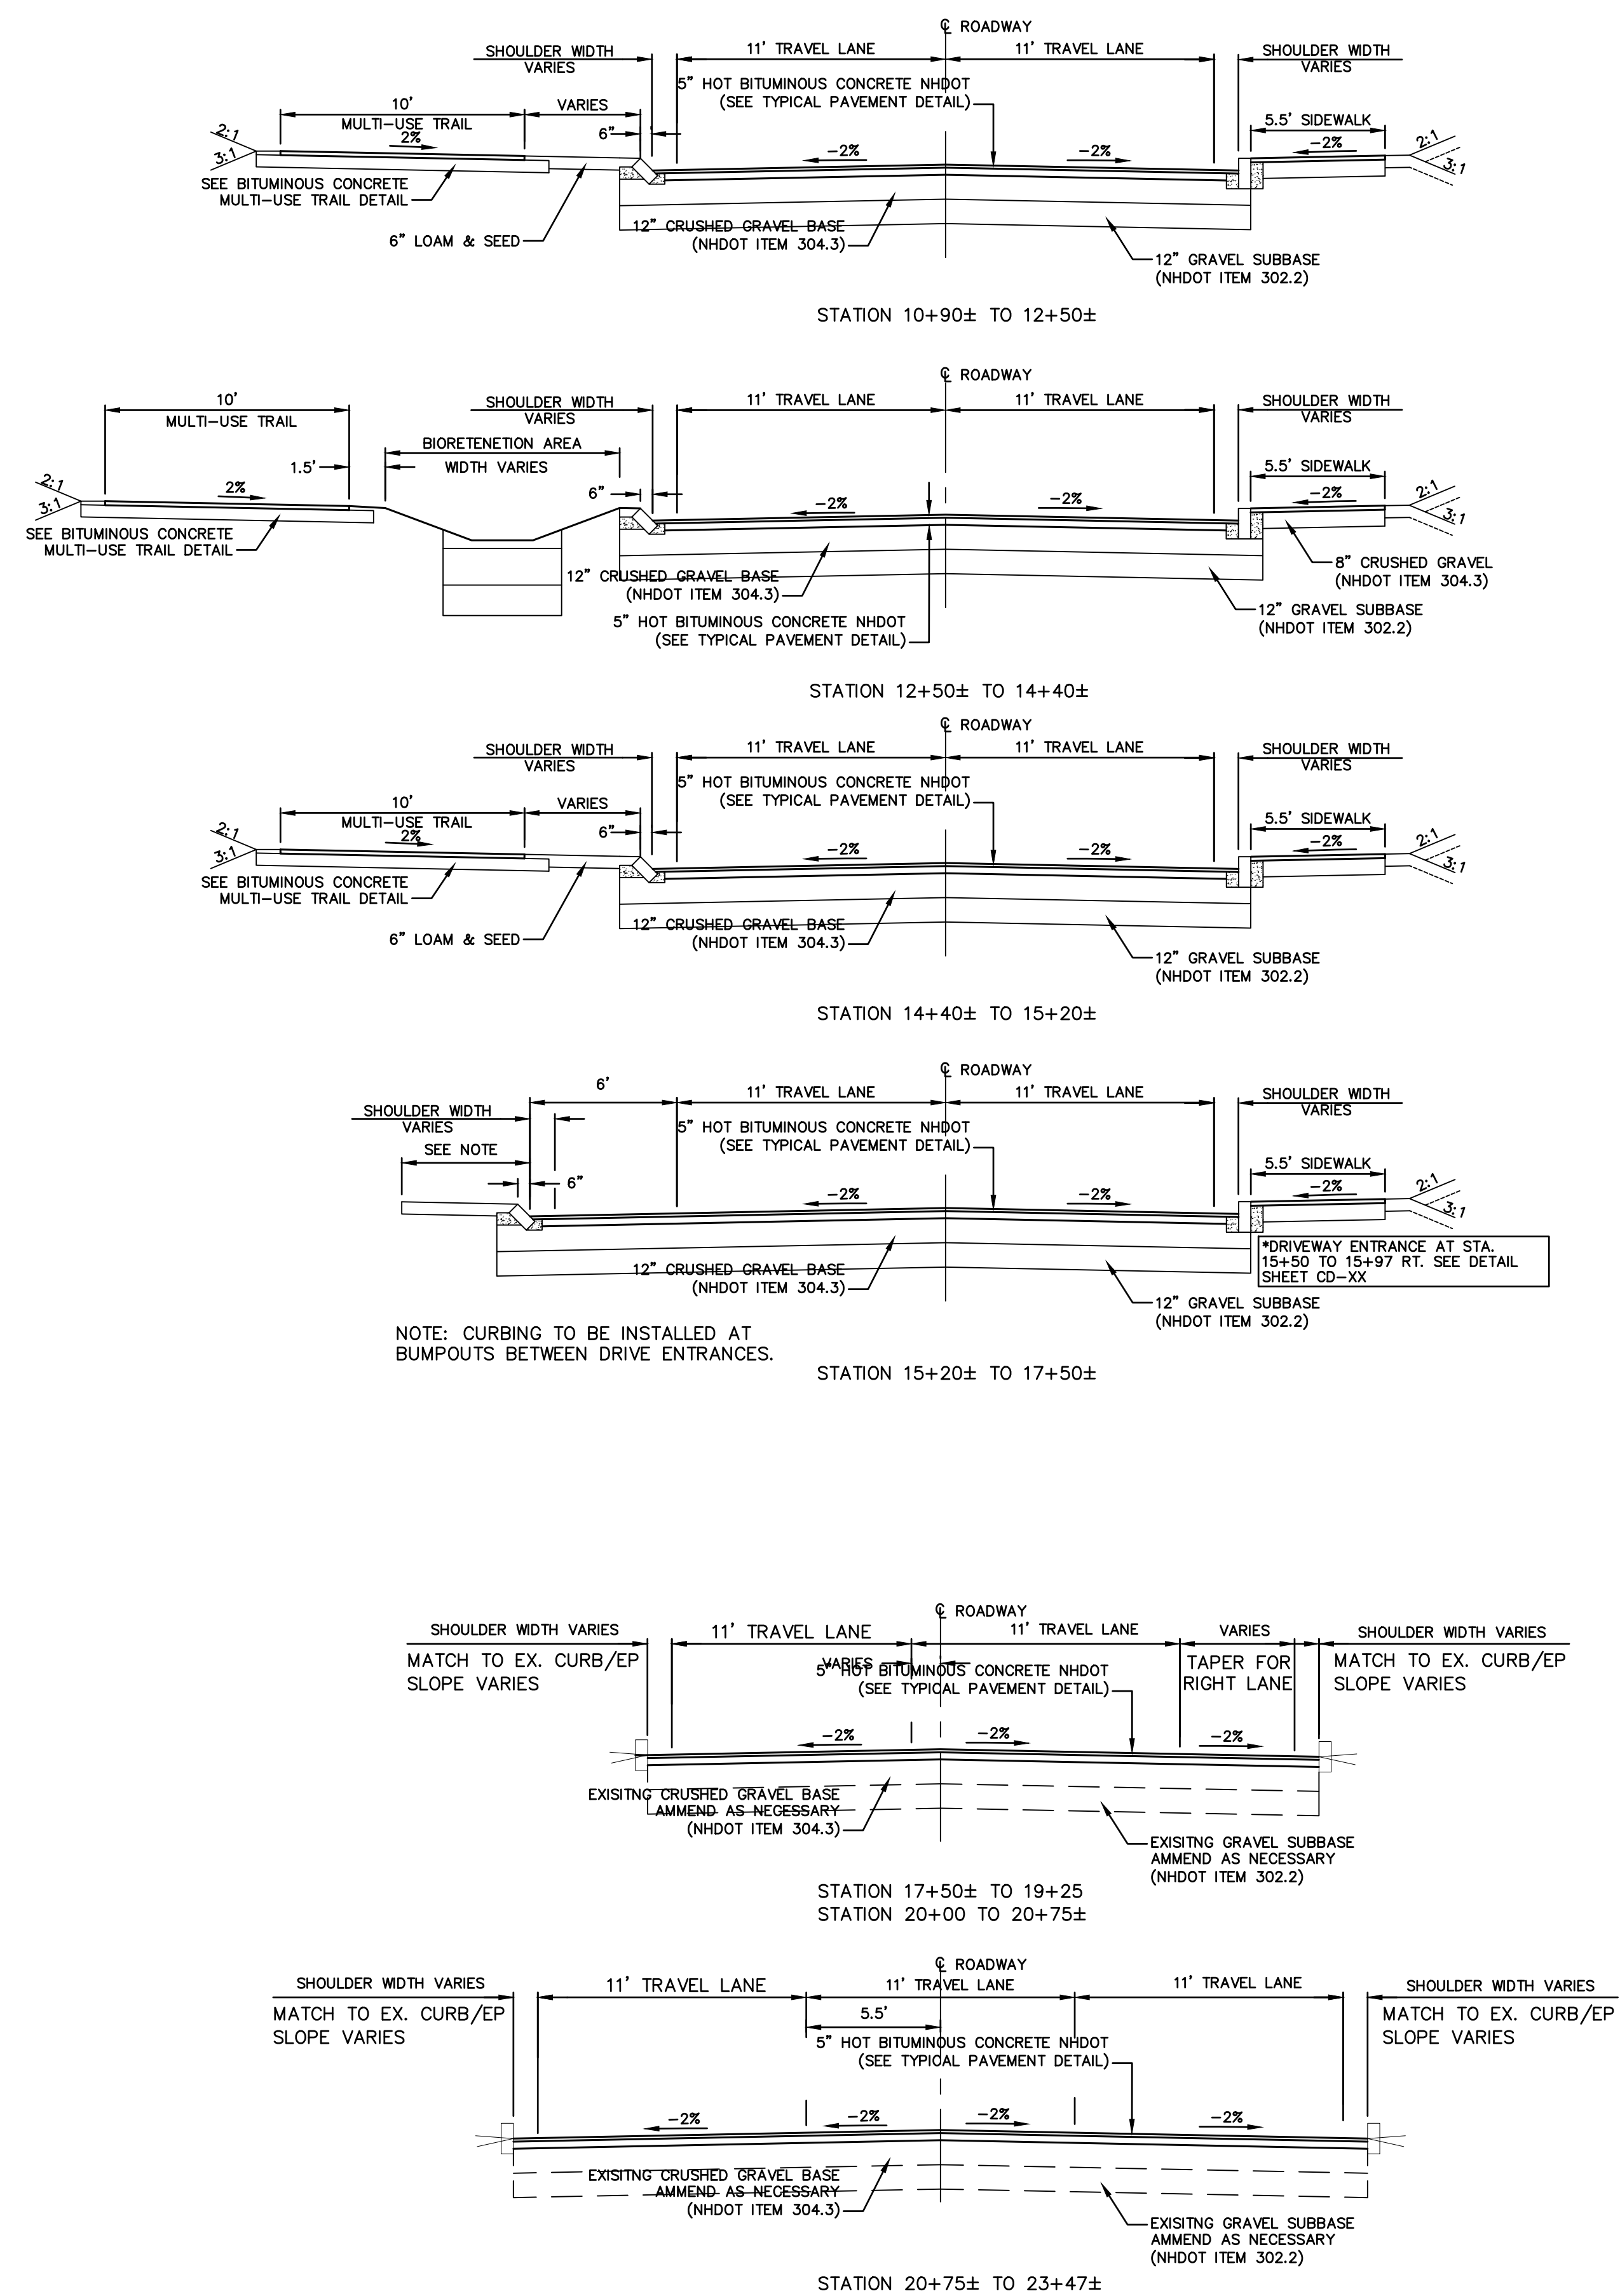 ℄ ROADWAY
SHOULDER WIDTH
VARIES
11' TRAVEL LANE
11' TRAVEL LANE
SHOULDER WIDTH
VARIES
5" HOT BITUMINOUS CONCRETE NHDOT
(SEE TYPICAL PAVEMENT DETAIL)
10'
MULTI-USE TRAIL
VARIES
6"
5.5' SIDEWALK
2:1
3:1
2%
-2%
-2%
-2%
2:1
3:1
SEE BITUMINOUS CONCRETE
MULTI-USE TRAIL DETAIL
6" LOAM & SEED
12" CRUSHED GRAVEL BASE
(NHDOT ITEM 304.3)
12" GRAVEL SUBBASE
(NHDOT ITEM 302.2)
STATION 10+90± TO 12+50±
℄ ROADWAY
10'
MULTI-USE TRAIL
SHOULDER WIDTH
VARIES
11' TRAVEL LANE
11' TRAVEL LANE
SHOULDER WIDTH
VARIES
BIORETENETION AREA
WIDTH VARIES
1.5'
6"
5.5' SIDEWALK
2:1
3:1
2%
-2%
-2%
-2%
2:1
3:1
SEE BITUMINOUS CONCRETE
MULTI-USE TRAIL DETAIL
12" CRUSHED GRAVEL BASE
(NHDOT ITEM 304.3)
5" HOT BITUMINOUS CONCRETE NHDOT
(SEE TYPICAL PAVEMENT DETAIL)
8" CRUSHED GRAVEL
(NHDOT ITEM 304.3)
12" GRAVEL SUBBASE
(NHDOT ITEM 302.2)
STATION 12+50± TO 14+40±
℄ ROADWAY
SHOULDER WIDTH
VARIES
11' TRAVEL LANE
11' TRAVEL LANE
SHOULDER WIDTH
VARIES
5" HOT BITUMINOUS CONCRETE NHDOT
(SEE TYPICAL PAVEMENT DETAIL)
10'
MULTI-USE TRAIL
VARIES
6"
5.5' SIDEWALK
2:1
3:1
2%
-2%
-2%
-2%
2:1
3:1
SEE BITUMINOUS CONCRETE
MULTI-USE TRAIL DETAIL
6" LOAM & SEED
12" CRUSHED GRAVEL BASE
(NHDOT ITEM 304.3)
12" GRAVEL SUBBASE
(NHDOT ITEM 302.2)
STATION 14+40± TO 15+20±
℄ ROADWAY
6'
11' TRAVEL LANE
11' TRAVEL LANE
SHOULDER WIDTH
VARIES
SHOULDER WIDTH
VARIES
SEE NOTE
6"
5" HOT BITUMINOUS CONCRETE NHDOT
(SEE TYPICAL PAVEMENT DETAIL)
5.5' SIDEWALK
-2%
-2%
-2%
2:1
3:1
*DRIVEWAY ENTRANCE AT STA.
15+50 TO 15+97 RT. SEE DETAIL
SHEET CD-XX
12" CRUSHED GRAVEL BASE
(NHDOT ITEM 304.3)
12" GRAVEL SUBBASE
(NHDOT ITEM 302.2)
NOTE: CURBING TO BE INSTALLED AT
BUMPOUTS BETWEEN DRIVE ENTRANCES.
STATION 15+20± TO 17+50±
℄ ROADWAY
SHOULDER WIDTH VARIES
MATCH TO EX. CURB/EP
SLOPE VARIES
11' TRAVEL LANE
11' TRAVEL LANE
VARIES
TAPER FOR
RIGHT LANE
SHOULDER WIDTH VARIES
MATCH TO EX. CURB/EP
SLOPE VARIES
VARIES
5" HOT BITUMINOUS CONCRETE NHDOT
(SEE TYPICAL PAVEMENT DETAIL)
-2%
-2%
-2%
EXISITNG CRUSHED GRAVEL BASE
AMMEND AS NECESSARY
(NHDOT ITEM 304.3)
EXISITNG GRAVEL SUBBASE
AMMEND AS NECESSARY
(NHDOT ITEM 302.2)
STATION 17+50± TO 19+25
STATION 20+00 TO 20+75±
℄ ROADWAY
SHOULDER WIDTH VARIES
MATCH TO EX. CURB/EP
SLOPE VARIES
11' TRAVEL LANE
11' TRAVEL LANE
11' TRAVEL LANE
SHOULDER WIDTH VARIES
MATCH TO EX. CURB/EP
SLOPE VARIES
5.5'
5" HOT BITUMINOUS CONCRETE NHDOT
(SEE TYPICAL PAVEMENT DETAIL)
-2%
-2%
-2%
-2%
EXISITNG CRUSHED GRAVEL BASE
AMMEND AS NECESSARY
(NHDOT ITEM 304.3)
EXISITNG GRAVEL SUBBASE
AMMEND AS NECESSARY
(NHDOT ITEM 302.2)
STATION 20+75± TO 23+47±